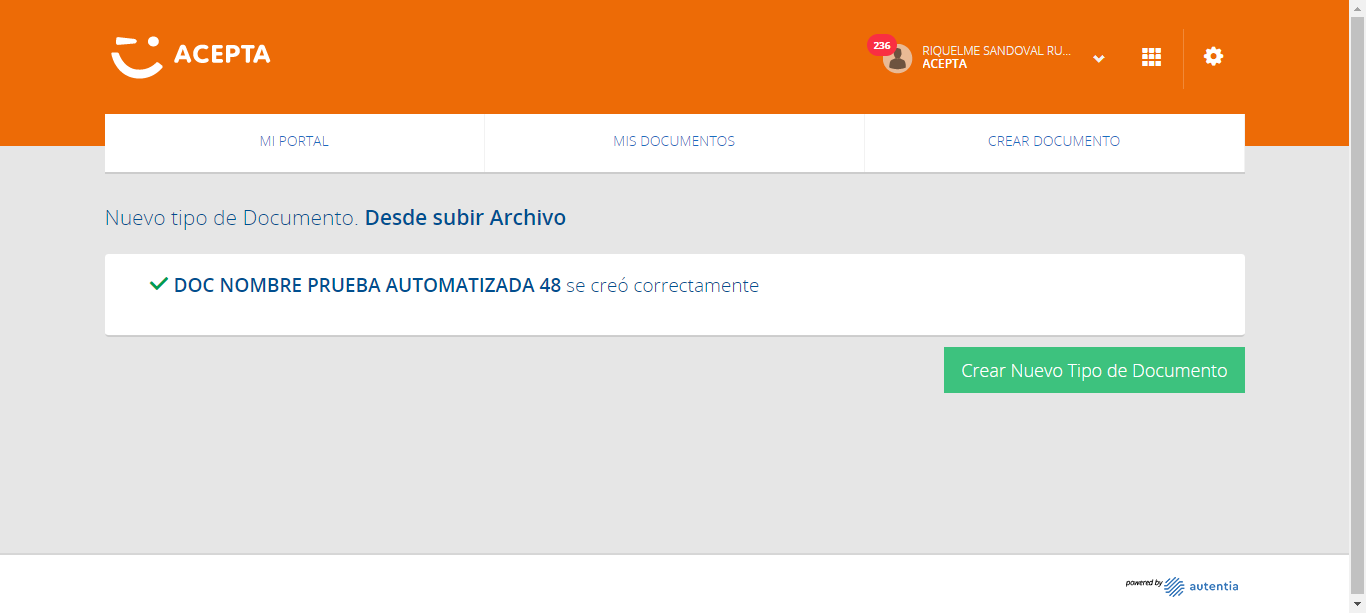 ACEPTA
236
RIQUELME SANDOVAL RU...
ACEPTA
MI PORTAL
MIS DOCUMENTOS
CREAR DOCUMENTO
Nuevo tipo de Documento. Desde subir Archivo
DOC NOMBRE PRUEBA AUTOMATIZADA 48 se creó correctamente
Crear Nuevo Tipo de Documento
powered by autentia